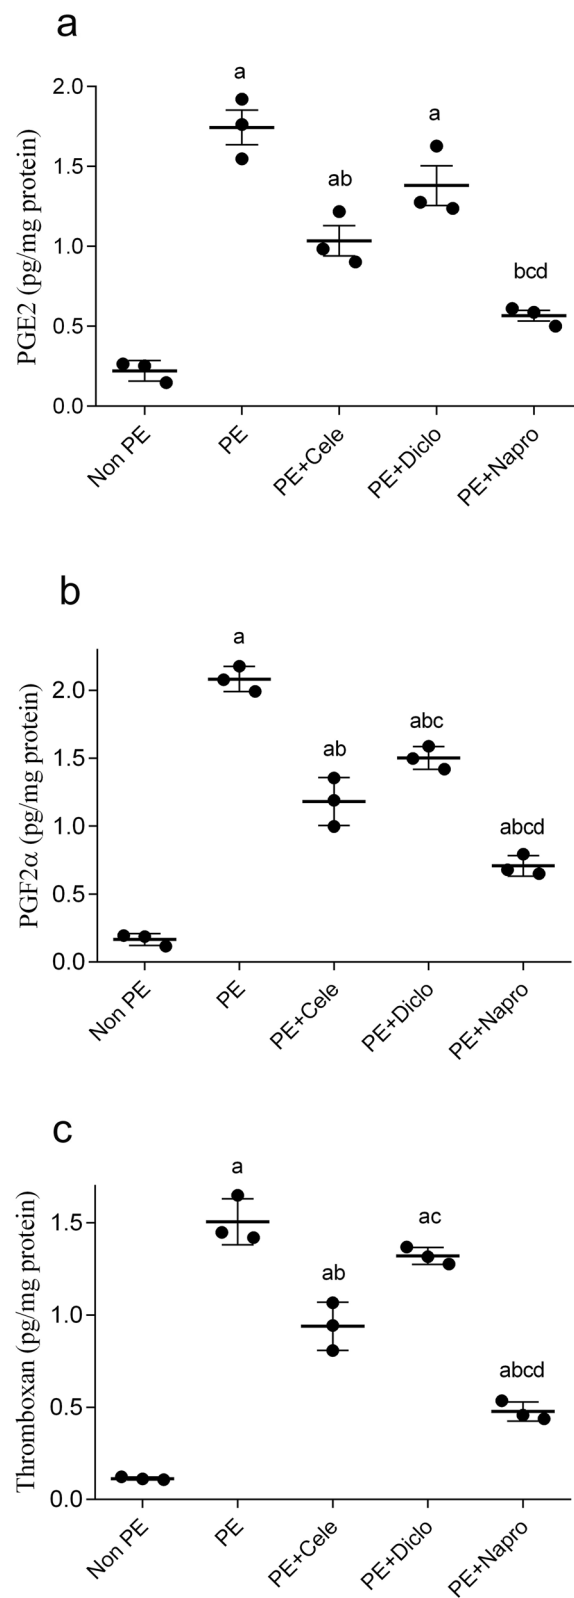 a
PGE2 (pg/mg protein)
2.0
1.5
1.0
0.5
0.0
a
ab
a
bcd
Non PE
PE
PE+Cele
PE+Diclo
PE+Napro
b
PGF2α (pg/mg protein)
2.0
1.5
1.0
0.5
0.0
a
ab
abc
abcd
Non PE
PE
PE+Cele
PE+Diclo
PE+Napro
c
Thromboxan (pg/mg protein)
1.5
1.0
0.5
0.0
a
ab
ac
abcd
Non PE
PE
PE+Cele
PE+Diclo
PE+Napro